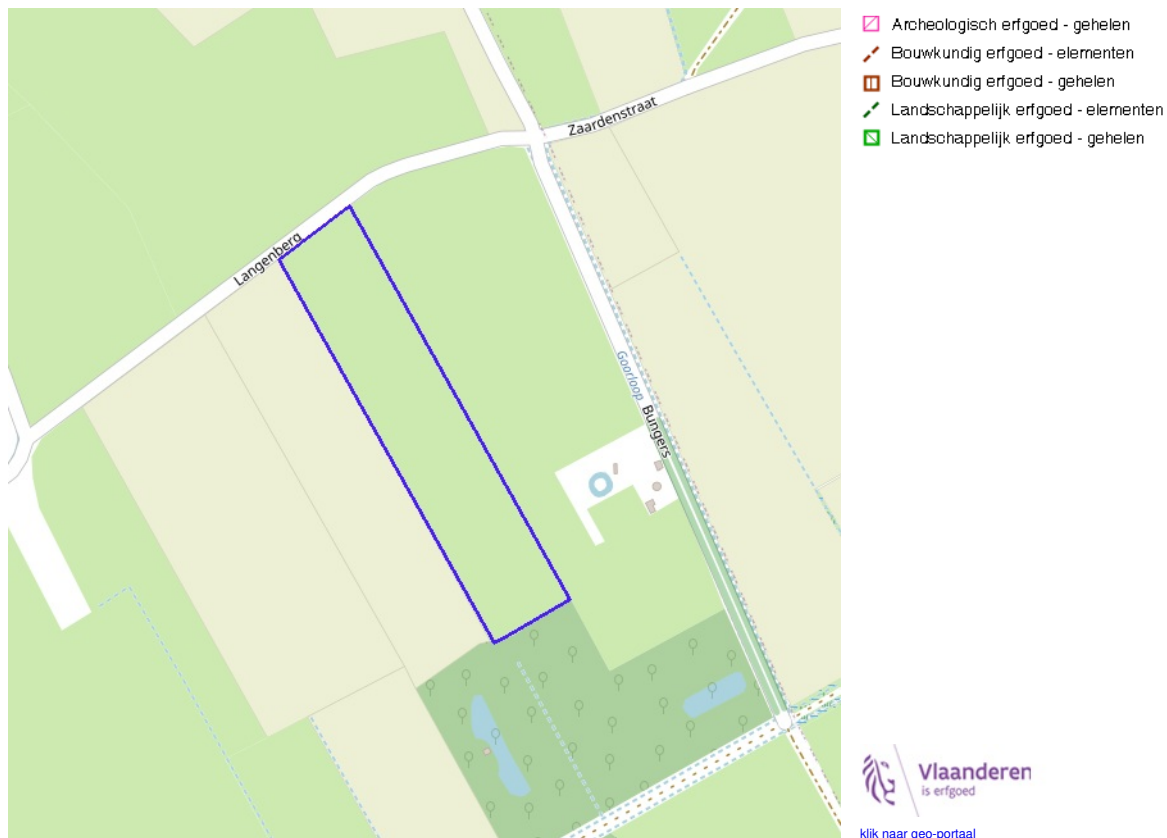 Archeologisch erfgoed - gehelen
Bouwkundig erfgoed - elementen
Bouwkundig erfgoed - gehelen
Landschappelijk erfgoed - elementen
Landschappelijk erfgoed - gehelen
Zaardenstraat
Langenberg
Goorloop
Bungers
Vlaanderen
is erfgoed
klik naar geo-portaal